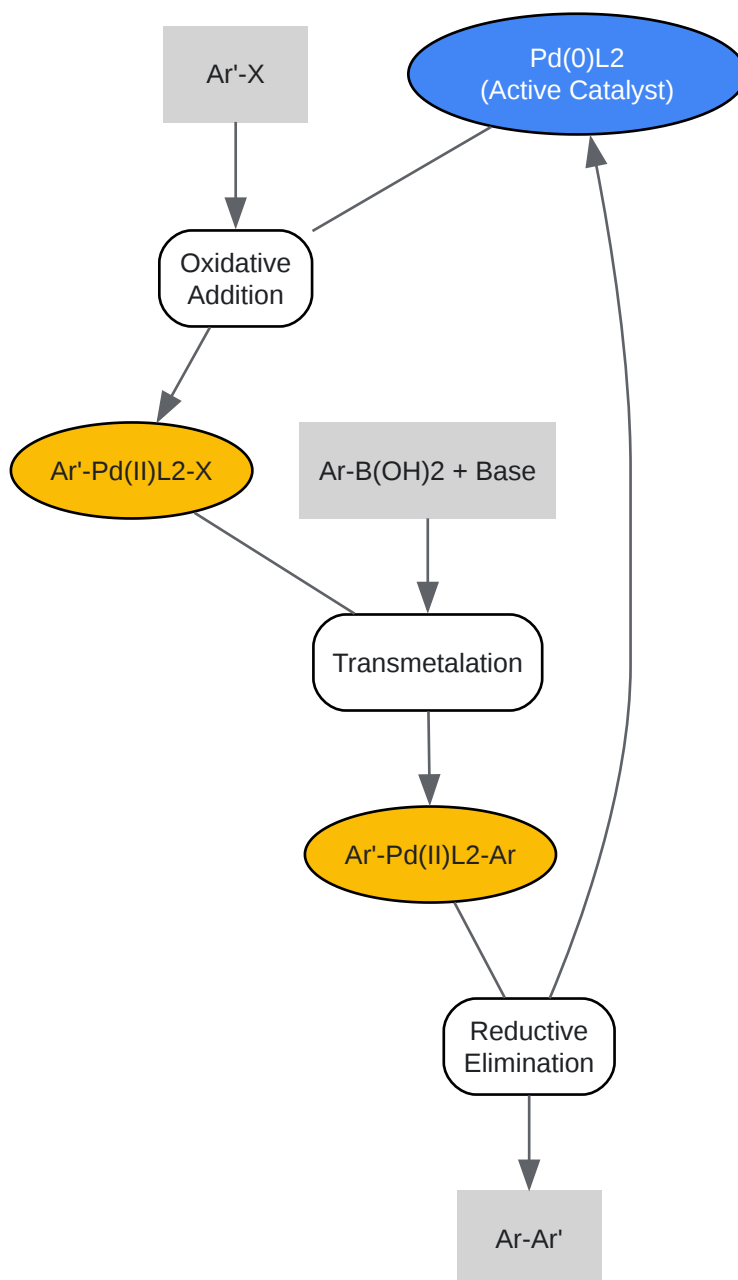 Ar'-X
Pd(0)L2
(Active Catalyst)
Oxidative
Addition
Ar'-Pd(II)L2-X
Ar-B(OH)2 + Base
Transmetalation
Ar'-Pd(II)L2-Ar
Reductive
Elimination
Ar-Ar'